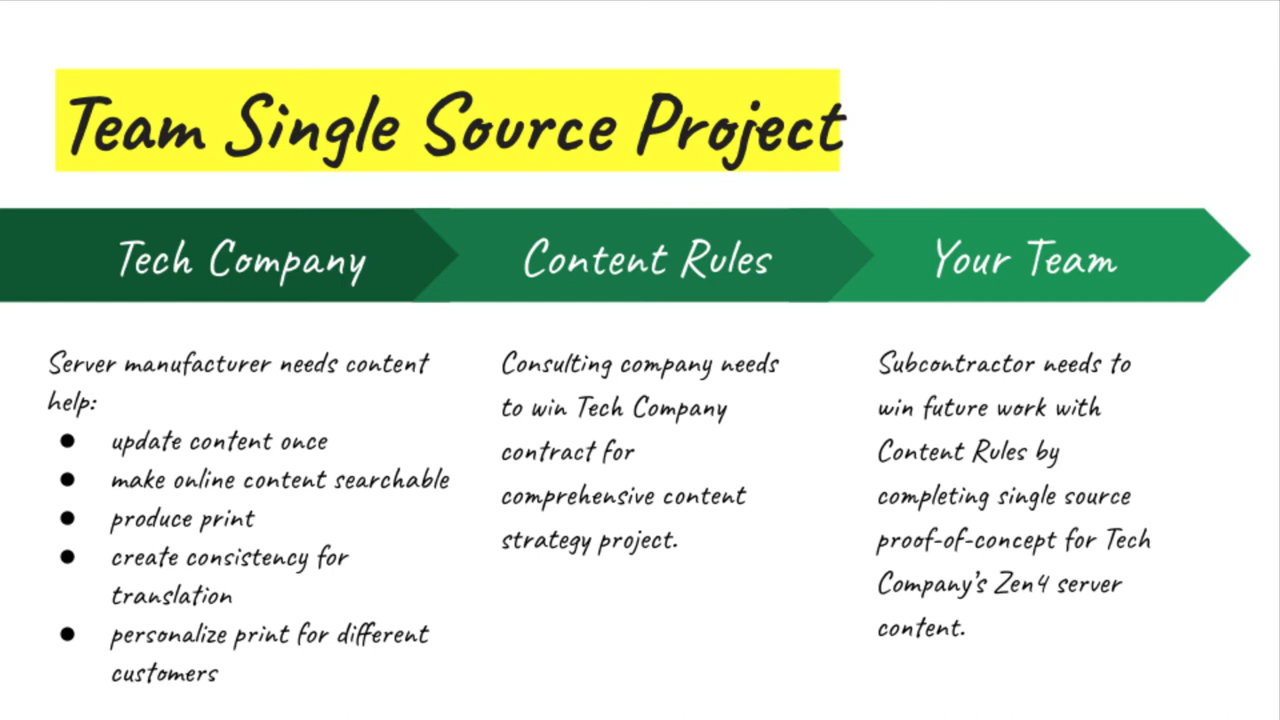 Team Single Source Project
Tech Company
Content Rules
Your Team
Server manufacturer needs content
help:
● update content once
● make online content searchable
● produce print
● create consistency for
translation
● personalize print for different
customers
Consulting company needs
to win Tech Company
contract for
comprehensive content
strategy project.
Subcontractor needs to
win future work with
Content Rules by
completing single source
proof-of-concept for Tech
Company's Zen4 server
content.